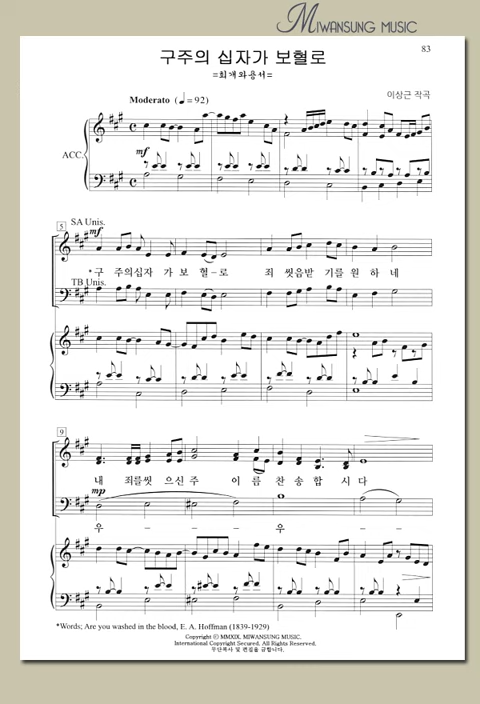 MIWANSUNG MUSIC
83
구주의 십자가 보혈로
=회개와용서=
Moderato (♩=92)
이상근 작곡
ACC.
mf
5
SA Unis.
mf
*구 주의십자 가보혈-로 죄 씻음받 기를 원 하 네
TB Unis.
9
내 죄를씻 으신주 이 름 찬 송 합 시 다
mp
우 - - 우 -
*Words; Are you washed in the blood, E. A. Hoffman (1839-1929)
Copyright ⓒ MMXIX. MIWANSUNG MUSIC.
International Copyright Secured. All Rights Reserved.
무단복사 및 편집을 금합니다.